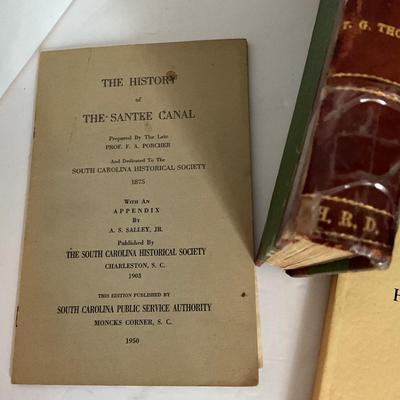 THE HISTORY
of
THE SANTEE CANAL
Prepared By The Late
PROF. F. A. PORCHER
And Dedicated To The
SOUTH CAROLINA HISTORICAL SOCIETY
1875
WITH AN
APPENDIX
BY
A. S. SALLEY, JR.
Published By
THE SOUTH CAROLINA HISTORICAL SOCIETY
CHARLESTON, S. C.
1903
THIS EDITION PUBLISHED BY
SOUTH CAROLINA PUBLIC SERVICE AUTHORITY
MONCKS CORNER, S. C.
1950
G. THO
H. R. D.
H